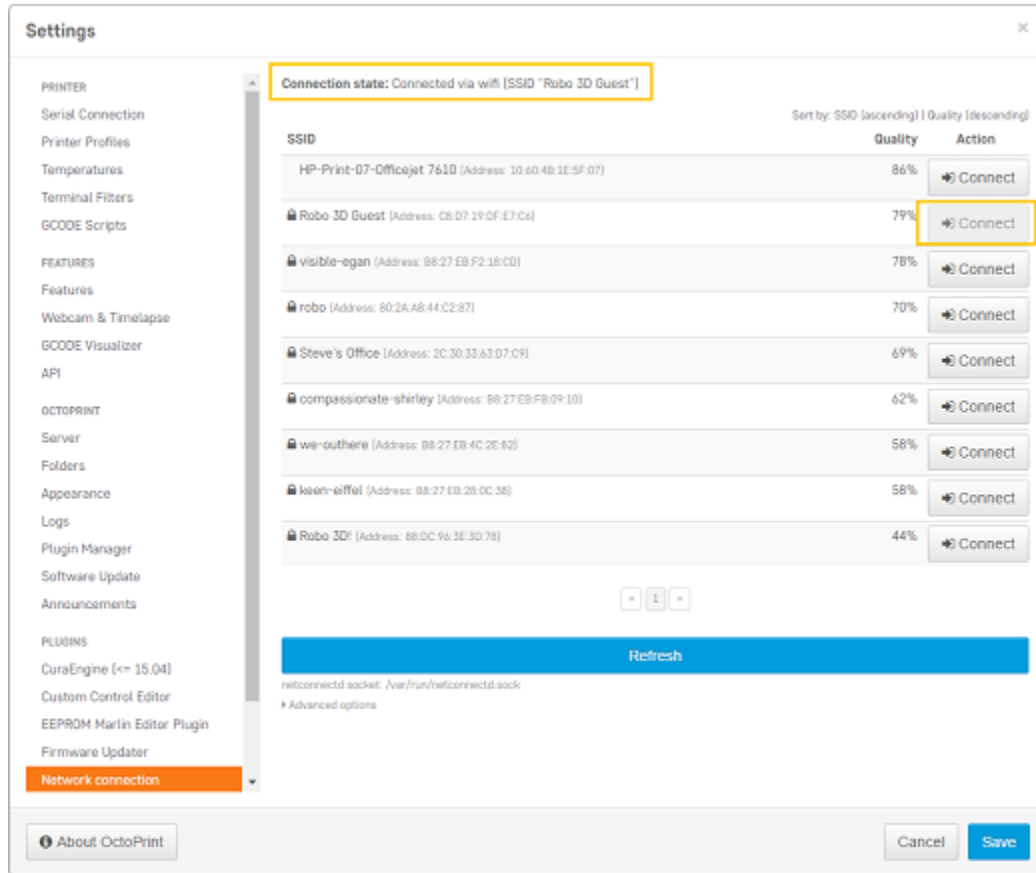 Settings
×
PRINTER
Serial Connection
Printer Profiles
Temperatures
Terminal Filters
GCODE Scripts
FEATURES
Features
Webcam & Timelapse
GCODE Visualizer
API
OCTOPRINT
Server
Folders
Appearance
Logs
Plugin Manager
Software Update
Announcements
PLUGINS
CuraEngine (<= 15.04)
Custom Control Editor
EEPROM Marlin Editor Plugin
Firmware Updater
Network connection
Connection state: Connected via wifi (SSID "Robo 3D Guest")
Sort by: SSID (ascending) | Quality (descending)
SSID Quality Action
HP-Print-07-Officejet 7610 (Address: 10:60:4B:1E:5F:07) 86% Connect
Robo 3D Guest (Address: C8:D7:19:DF:E7:C6) 79% Connect
visible-egan (Address: B8:27:EB:F2:18:CD) 78% Connect
robo (Address: 80:2A:A8:44:C2:87) 70% Connect
Steve's Office (Address: 2C:30:33:63:D7:C9) 69% Connect
compassionate-shirley (Address: B8:27:EB:FB:09:10) 62% Connect
we-outhere (Address: B8:27:EB:4C:2E:82) 58% Connect
keen-eiffel (Address: B8:27:EB:28:0C:38) 58% Connect
Robo 3D! (Address: 88:DC:96:3E:3D:78) 44% Connect
« 1 »
Refresh
netconnectd socket: /var/run/netconnectd.sock
Advanced options
About OctoPrint
Cancel
Save